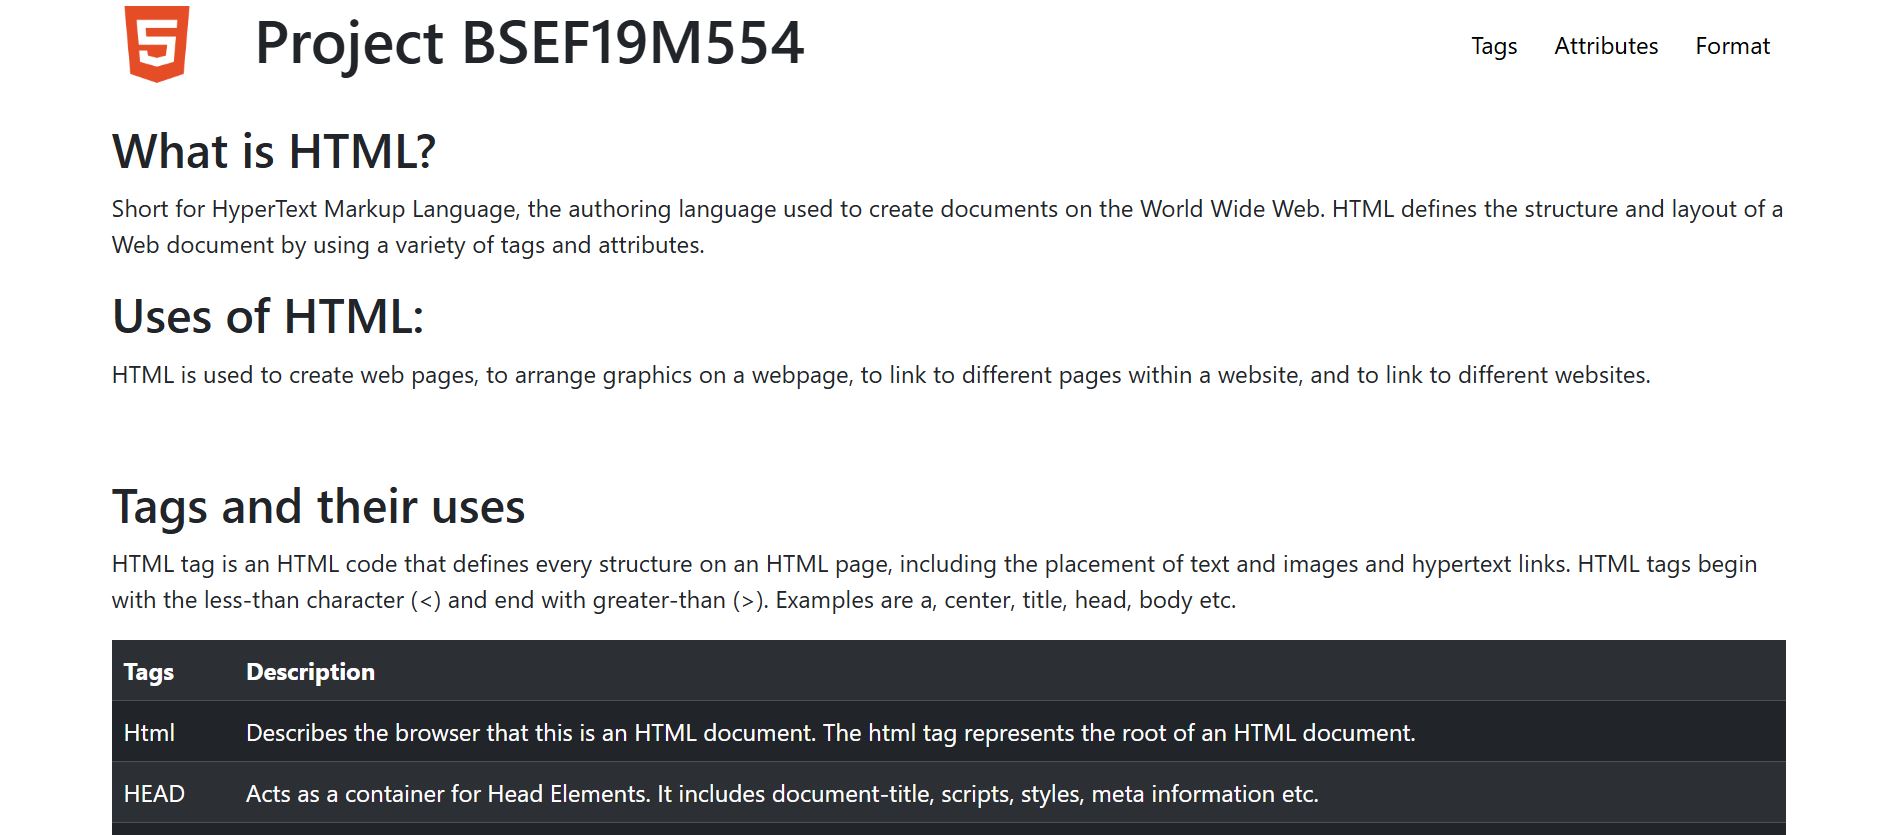 Project BSEF19M554
Tags Attributes Format
What is HTML?
Short for HyperText Markup Language, the authoring language used to create documents on the World Wide Web. HTML defines the structure and layout of a
Web document by using a variety of tags and attributes.
Uses of HTML:
HTML is used to create web pages, to arrange graphics on a webpage, to link to different pages within a website, and to link to different websites.
Tags and their uses
HTML tag is an HTML code that defines every structure on an HTML page, including the placement of text and images and hypertext links. HTML tags begin
with the less-than character (<) and end with greater-than (>). Examples are a, center, title, head, body etc.
Tags Description
Html Describes the browser that this is an HTML document. The html tag represents the root of an HTML document.
HEAD Acts as a container for Head Elements. It includes document-title, scripts, styles, meta information etc.